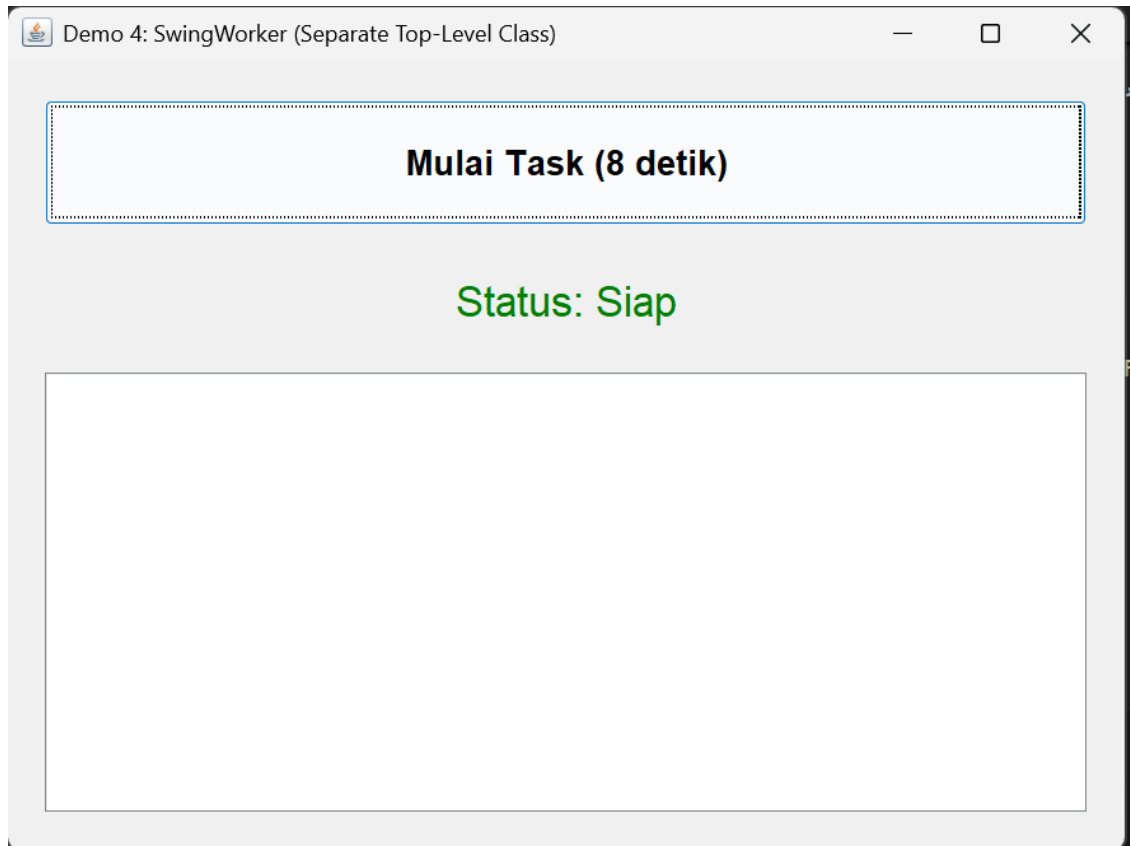 Demo 4: SwingWorker (Separate Top-Level Class)
Mulai Task (8 detik)
Status: Siap